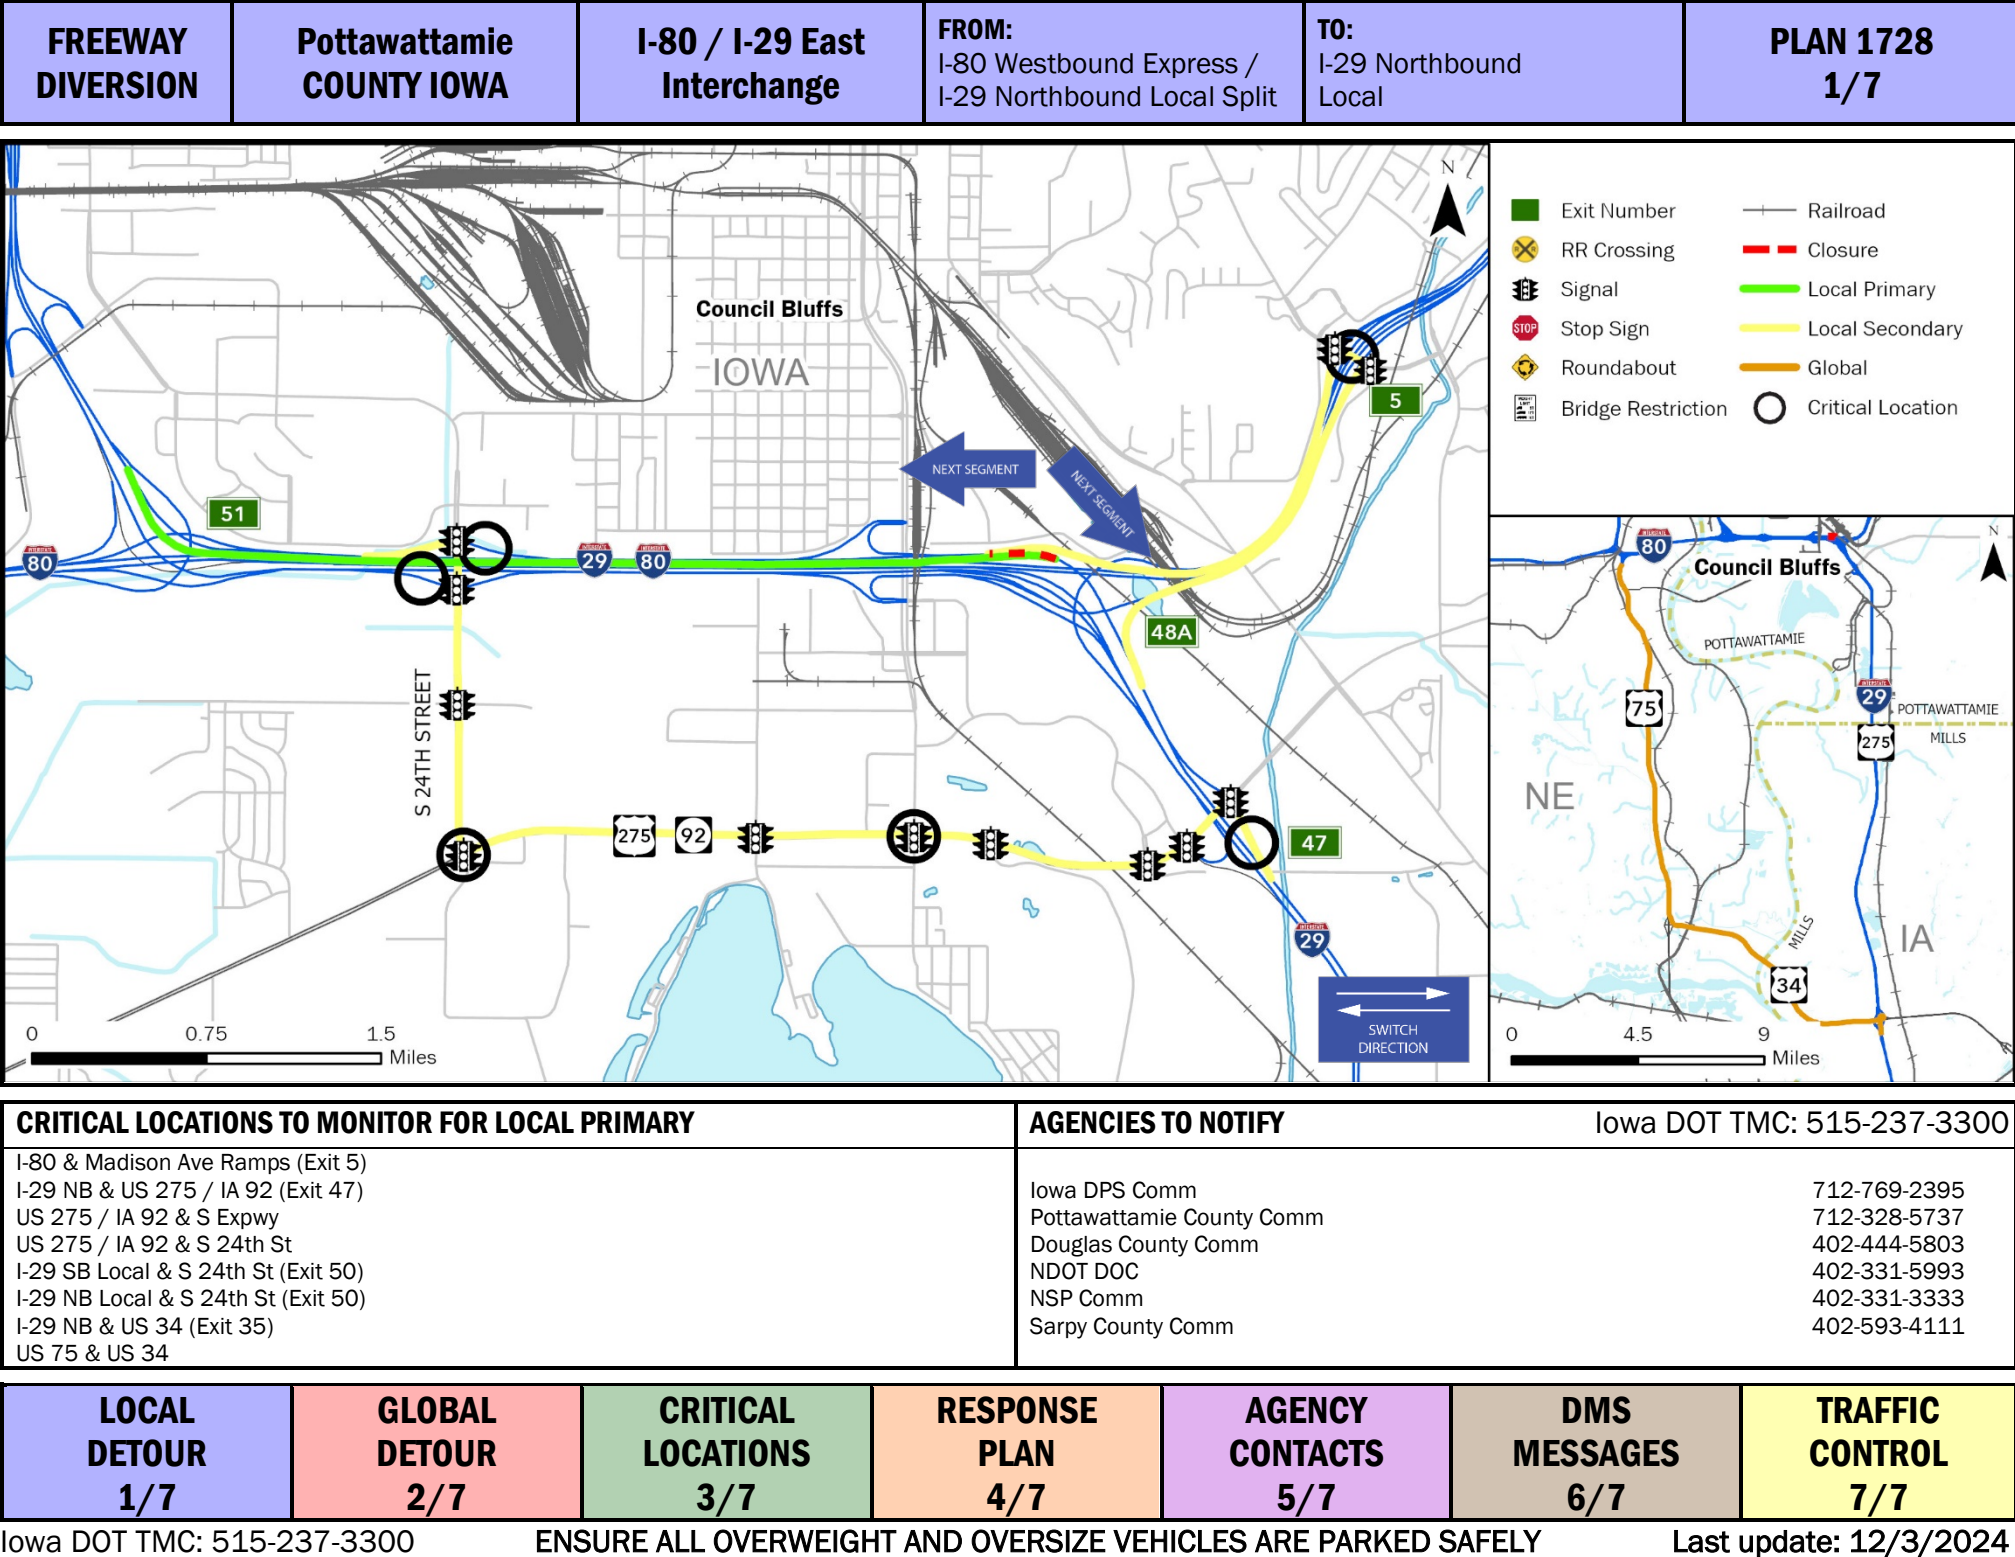 FREEWAY
DIVERSION
Pottawattamie
COUNTY IOWA
I-80 / I-29 East
Interchange
FROM:
I-80 Westbound Express /
I-29 Northbound Local Split
TO:
I-29 Northbound
Local
PLAN 1728
1/7
N
Council Bluffs
IOWA
5
NEXT SEGMENT
NEXT SEGMENT
51
80
29
80
48A
S 24TH STREET
275
92
47
29
SWITCH
DIRECTION
0 0.75 1.5
Miles
Exit Number
RR Crossing
Signal
STOP
Stop Sign
Roundabout
Bridge Restriction
Railroad
Closure
Local Primary
Local Secondary
Global
Critical Location
80
N
Council Bluffs
POTTAWATTAMIE
75
29
POTTAWATTAMIE
275
MILLS
NE
MILLS
IA
34
0 4.5 9
Miles
CRITICAL LOCATIONS TO MONITOR FOR LOCAL PRIMARY
I-80 & Madison Ave Ramps (Exit 5)
I-29 NB & US 275 / IA 92 (Exit 47)
US 275 / IA 92 & S Expwy
US 275 / IA 92 & S 24th St
I-29 SB Local & S 24th St (Exit 50)
I-29 NB Local & S 24th St (Exit 50)
I-29 NB & US 34 (Exit 35)
US 75 & US 34
AGENCIES TO NOTIFY Iowa DOT TMC: 515-237-3300
Iowa DPS Comm 712-769-2395
Pottawattamie County Comm 712-328-5737
Douglas County Comm 402-444-5803
NDOT DOC 402-331-5993
NSP Comm 402-331-3333
Sarpy County Comm 402-593-4111
LOCAL
DETOUR
1/7
GLOBAL
DETOUR
2/7
CRITICAL
LOCATIONS
3/7
RESPONSE
PLAN
4/7
AGENCY
CONTACTS
5/7
DMS
MESSAGES
6/7
TRAFFIC
CONTROL
7/7
Iowa DOT TMC: 515-237-3300 ENSURE ALL OVERWEIGHT AND OVERSIZE VEHICLES ARE PARKED SAFELY Last update: 12/3/2024